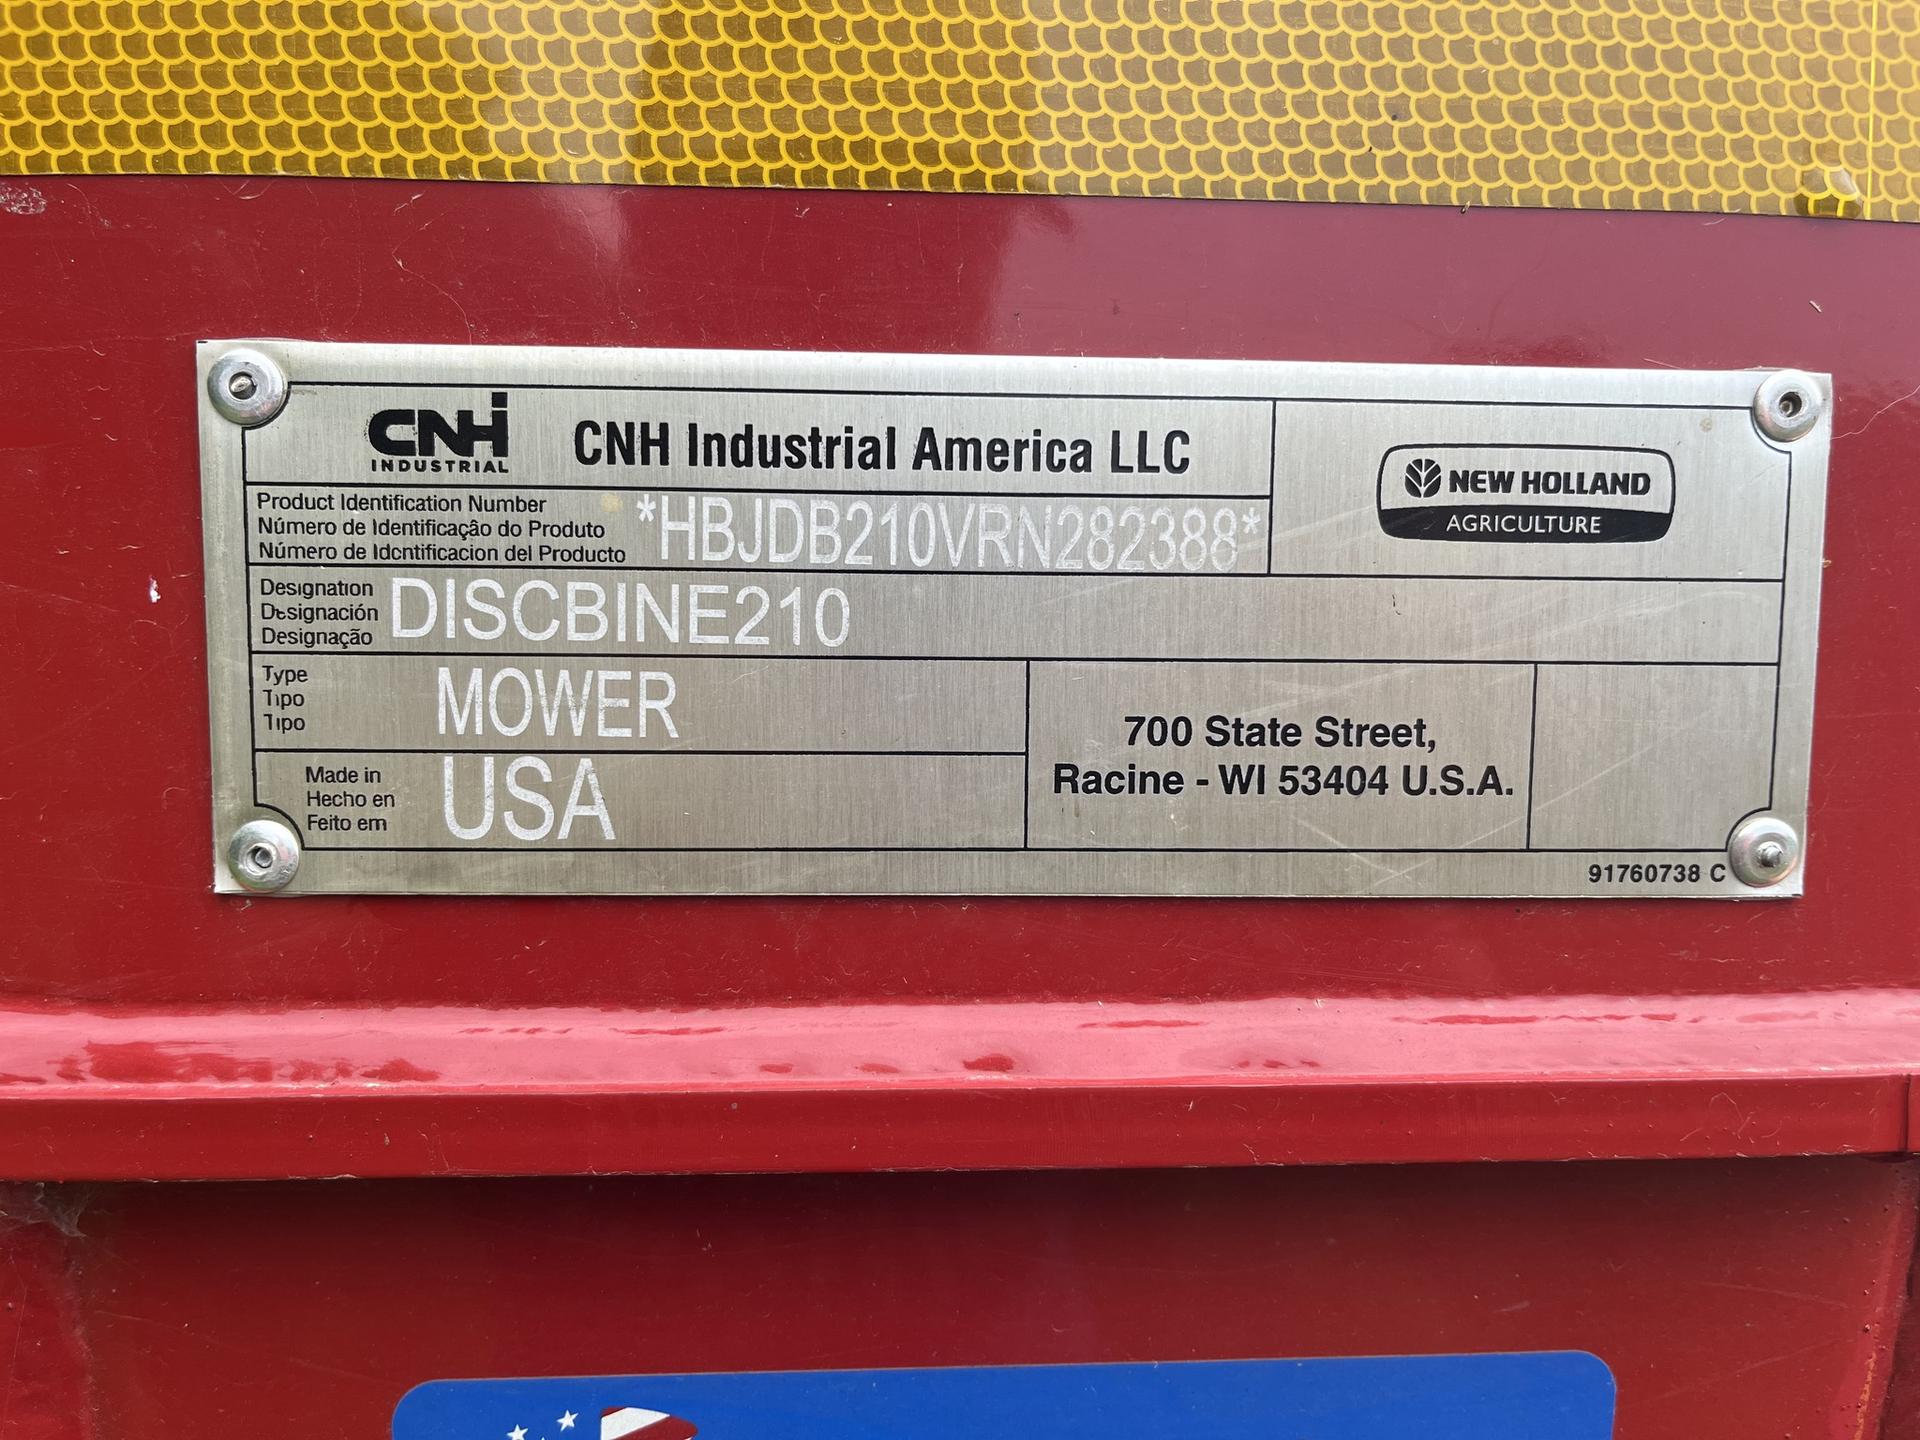 CNH
INDUSTRIAL
CNH Industrial America LLC
NEW HOLLAND
AGRICULTURE
Product Identification Number
Número de Identificação do Produto
Número de Identificacion del Producto
*HBJDB210VRN282388*
Designation
Designación
Designação
DISCBINE210
Type
Tipo
Tipo
MOWER
Made in
Hecho en
Feito em
USA
700 State Street,
Racine - WI 53404 U.S.A.
91760738 C